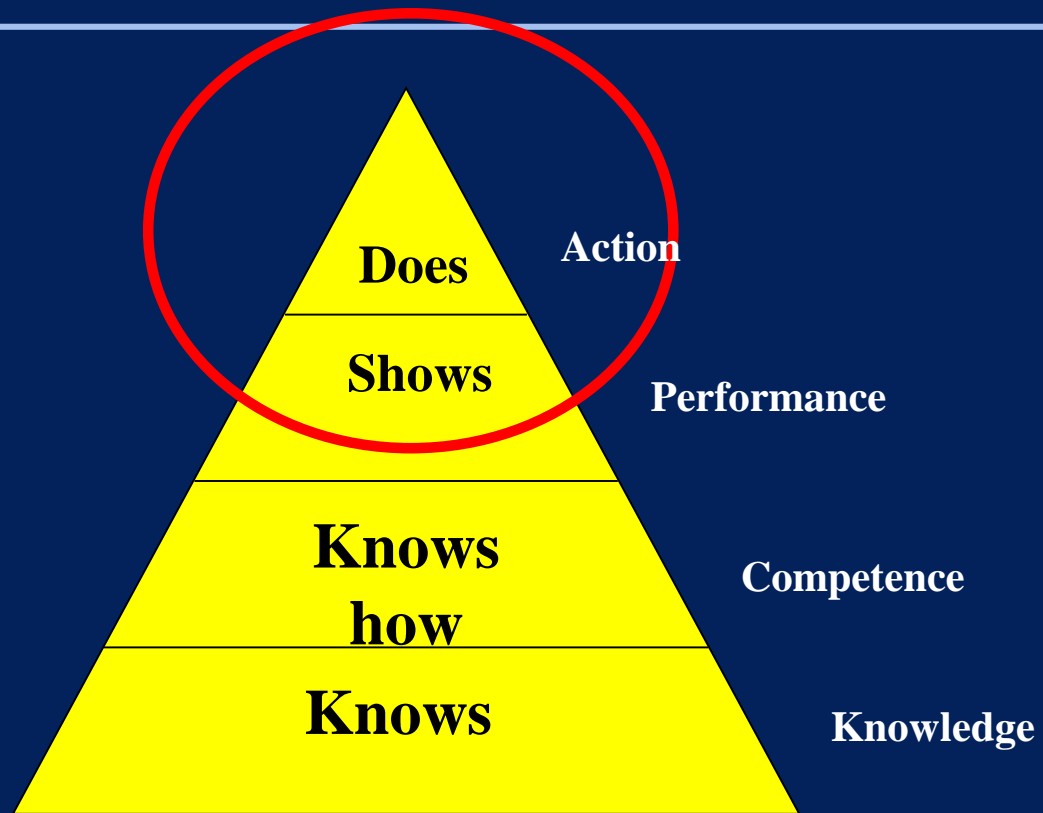 Does
Action
Shows
Performance
Knows
how
Competence
Knows
Knowledge